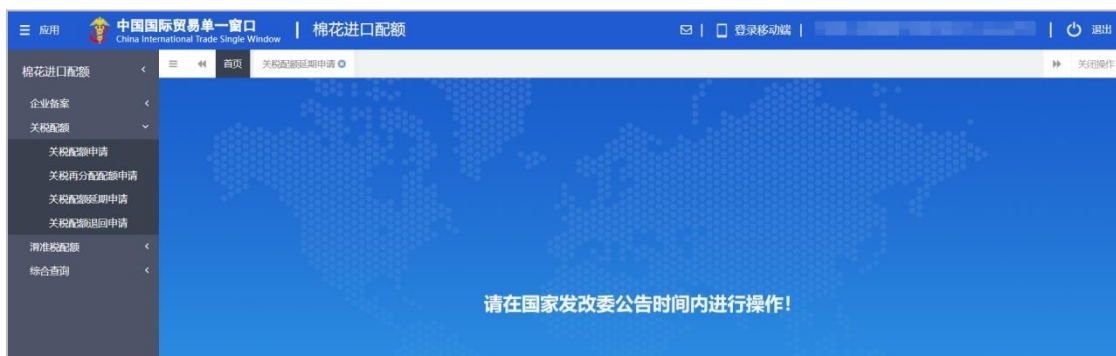 应用
中国国际贸易单一窗口
China International Trade Single Window
棉花进口配额
登录移动端
退出
棉花进口配额
首页
关税配额延期申请
关闭操作
企业备案
关税配额
关税配额申请
关税再分配配额申请
关税配额延期申请
关税配额退回申请
滑准税配额
综合查询
请在国家发改委公告时间内进行操作！